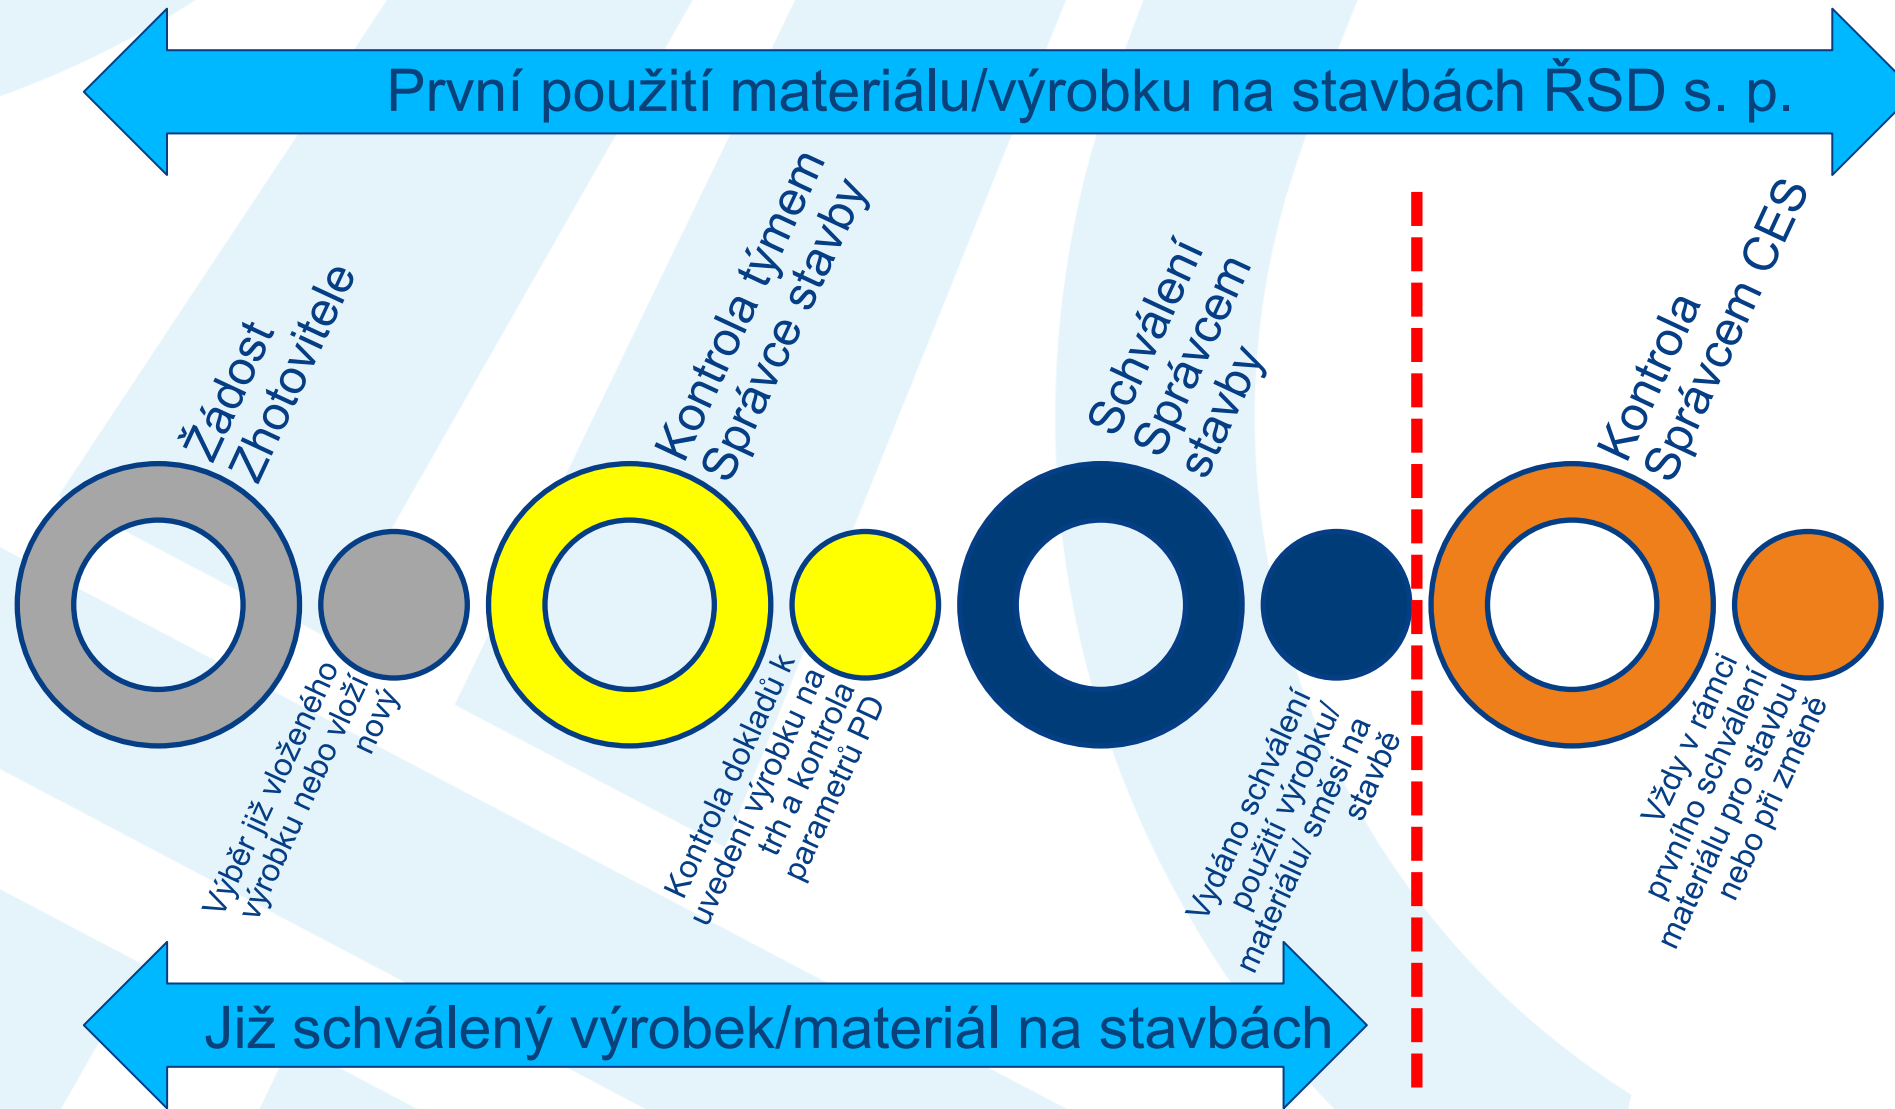 První použití materiálu/výrobku na stavbách ŘSD s. p.
Žádost
Zhotovitele
Výběr již vloženého
výrobku nebo vloží
nový
Kontrola týmem
Správce stavby
Kontrola dokladů k
uvedení výrobku na
trh a kontrola
parametrů PD
Schválení
Správcem
stavby
Vydáno schválení
použití výrobku/
materiálu/ směsi na
stavbě
Kontrola
Správcem CES
Vždy v rámci
prvního schválení
materiálu pro stavbu
nebo při změně
Již schválený výrobek/materiál na stavbách